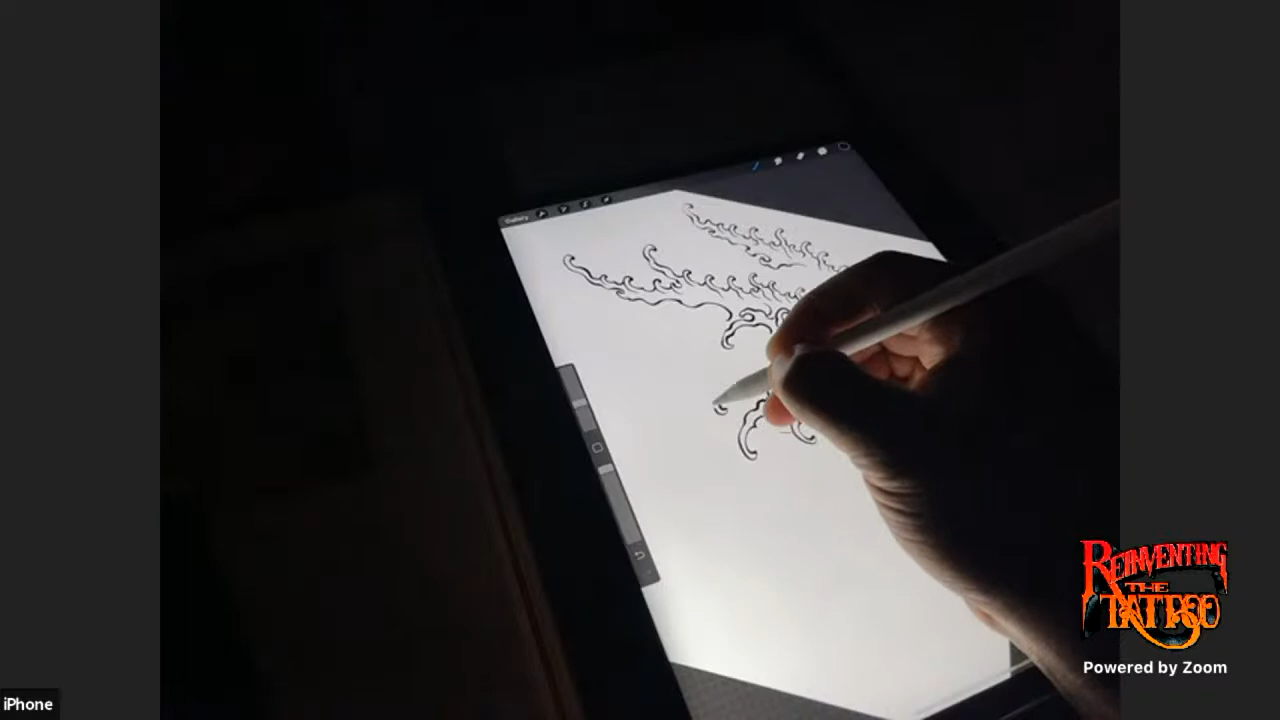 Gallery
REINVENTING
THE
TATTOO
Powered by Zoom
iPhone